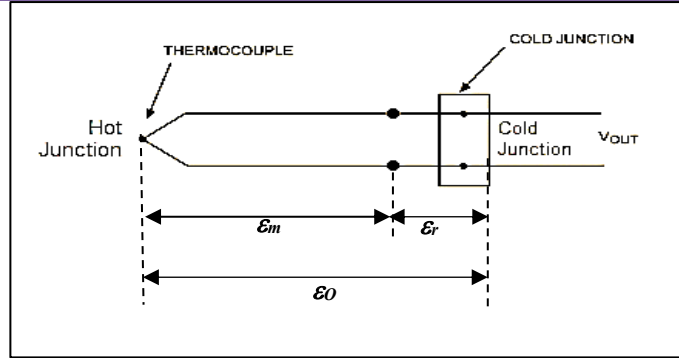 THERMOCOUPLE
COLD JUNCTION
Hot
Junction
Cold
Junction
VOUT
εm
εr
εO